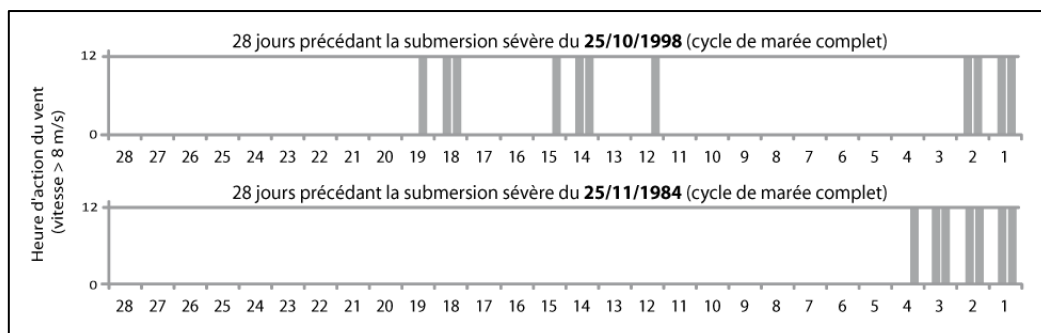 28 jours précédant la submersion sévère du 25/10/1998 (cycle de marée complet)
12
0
28 27 26 25 24 23 22 21 20 19 18 17 16 15 14 13 12 11 10 9 8 7 6 5 4 3 2 1
Heure d'action du vent
(vitesse > 8 m/s)
28 jours précédant la submersion sévère du 25/11/1984 (cycle de marée complet)
12
0
28 27 26 25 24 23 22 21 20 19 18 17 16 15 14 13 12 11 10 9 8 7 6 5 4 3 2 1